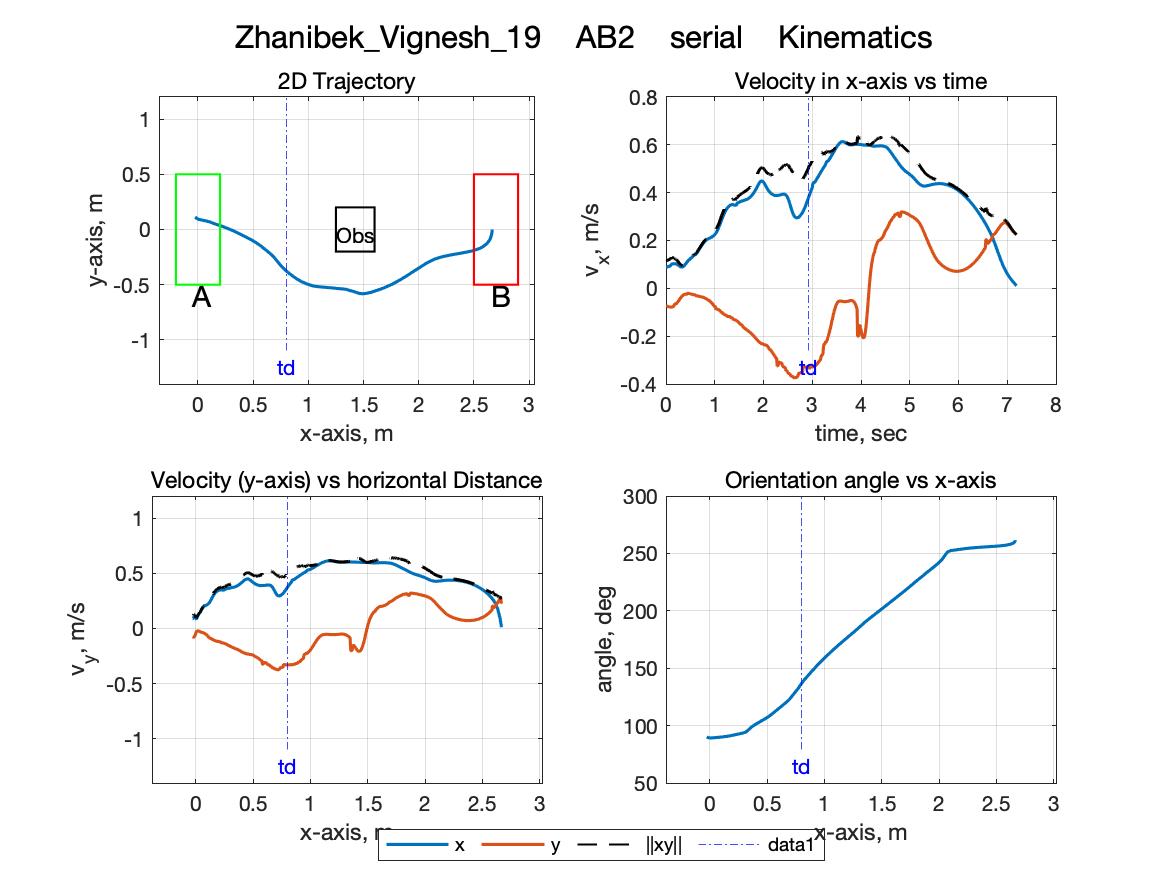 Zhanibek_Vignesh_19 AB2 serial Kinematics
2D Trajectory
y-axis, m
1
0.5
0
-0.5
-1
A
Obs
B
td
0 0.5 1 1.5 2 2.5 3
x-axis, m
Velocity in x-axis vs time
v_x, m/s
0.8
0.6
0.4
0.2
0
-0.2
-0.4
td
0 1 2 3 4 5 6 7 8
time, sec
Velocity (y-axis) vs horizontal Distance
v_y, m/s
1
0.5
0
-0.5
-1
td
0 0.5 1 1.5 2 2.5 3
x-axis, m
Orientation angle vs x-axis
angle, deg
300
250
200
150
100
50
td
0 0.5 1 1.5 2 2.5 3
x-axis, m
x y ||xy|| data1